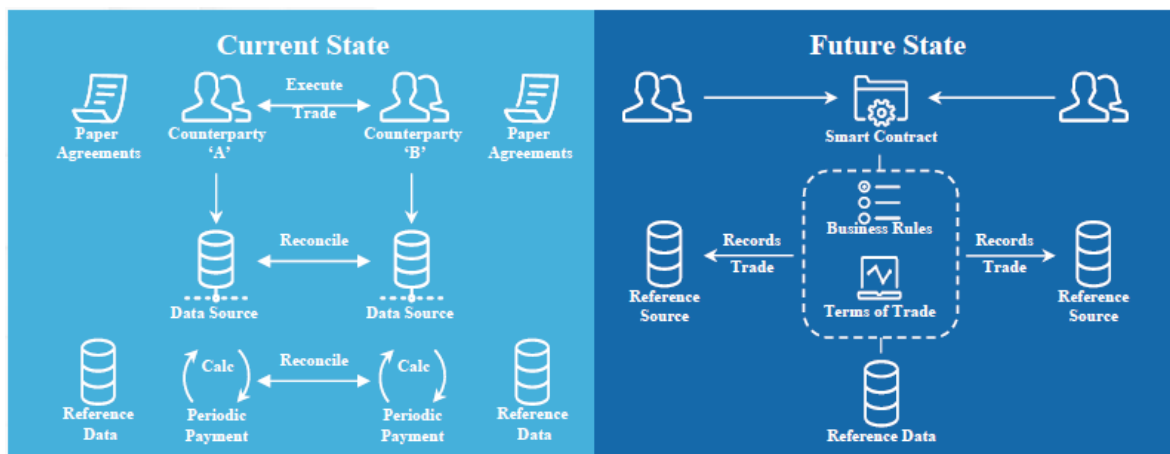 Current State
Paper
Agreements
Counterparty
‘A’
Execute
Trade
Counterparty
‘B’
Paper
Agreements
Reconcile
Data Source
Data Source
Reference
Data
Calc
Periodic
Payment
Reconcile
Calc
Periodic
Payment
Reference
Data
Future State
Smart Contract
Business Rules
Terms of Trade
Records
Trade
Records
Trade
Reference
Source
Reference
Source
Reference Data